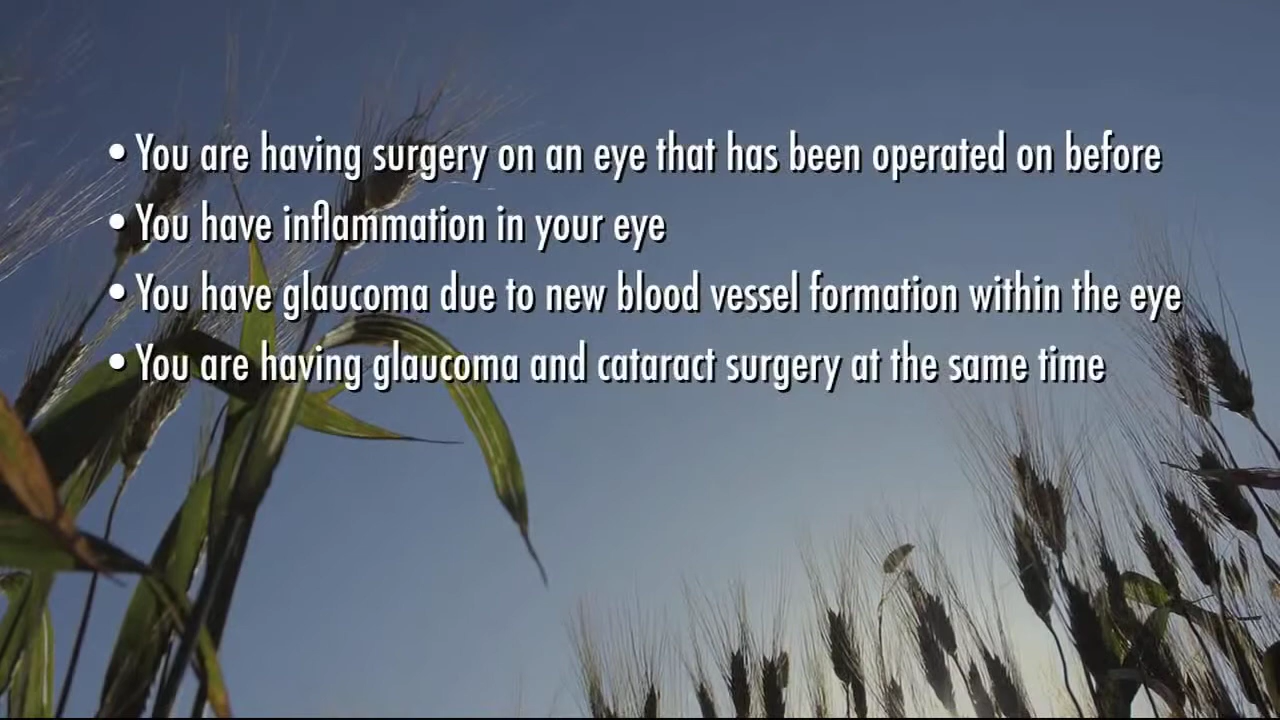 • You are having surgery on an eye that has been operated on before
• You have inflammation in your eye
• You have glaucoma due to new blood vessel formation within the eye
• You are having glaucoma and cataract surgery at the same time